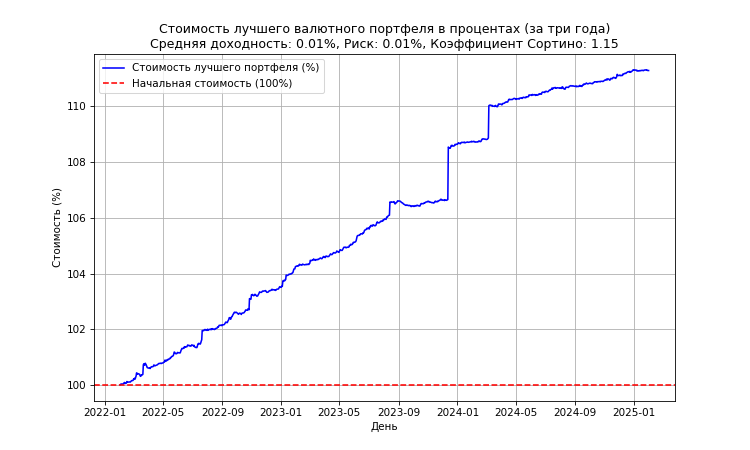 Стоимость лучшего валютного портфеля в процентах (за три года)
Средняя доходность: 0.01%, Риск: 0.01%, Коэффициент Сортино: 1.15
Стоимость лучшего портфеля (%)
Начальная стоимость (100%)
Стоимость (%)
110
108
106
104
102
100
2022-01 2022-05 2022-09 2023-01 2023-05 2023-09 2024-01 2024-05 2024-09 2025-01
День